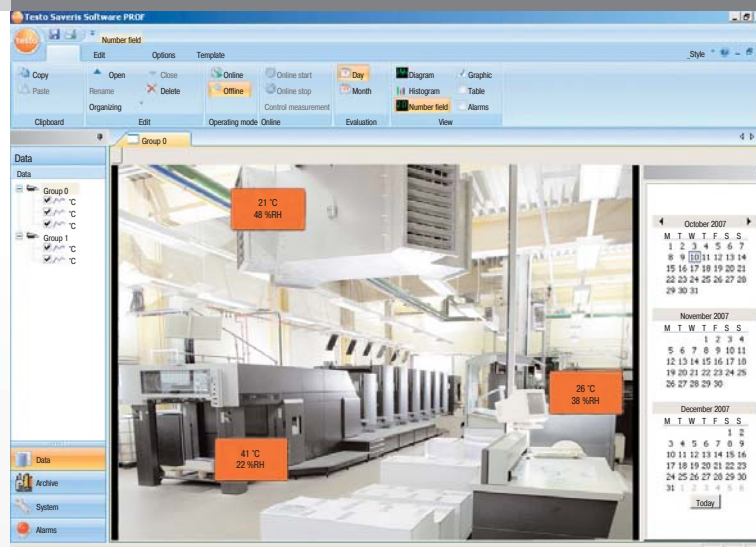 Testo Saveris Software PROF
testo
Number field
Edit Options Template _Style
Copy
Paste
Clipboard
Open Close
Rename Delete
Organizing
Edit
Online
Offline
Operating mode
Online start
Online stop
Control measurement
Online
Day
Month
Evaluation
Diagram Graphic
Histogram Table
Number field Alarms
View
Group 0
Data
Data
Group 0
°C
°C
°C
Group 1
°C
°C
Data
Archive
System
Alarms
21 °C
48 %RH
26 °C
38 %RH
41 °C
22 %RH
October 2007
M T W T F S S
1 2 3 4 5 6 7
8 9 10 11 12 13 14
15 16 17 18 19 20 21
22 23 24 25 26 27 28
29 30 31
November 2007
M T W T F S S
1 2 3 4
5 6 7 8 9 10 11
12 13 14 15 16 17 18
19 20 21 22 23 24 25
26 27 28 29 30
December 2007
M T W T F S S
1 2
3 4 5 6 7 8 9
10 11 12 13 14 15 16
17 18 19 20 21 22 23
24 25 26 27 28 29 30
31 1 2 3 4 5 6
Today